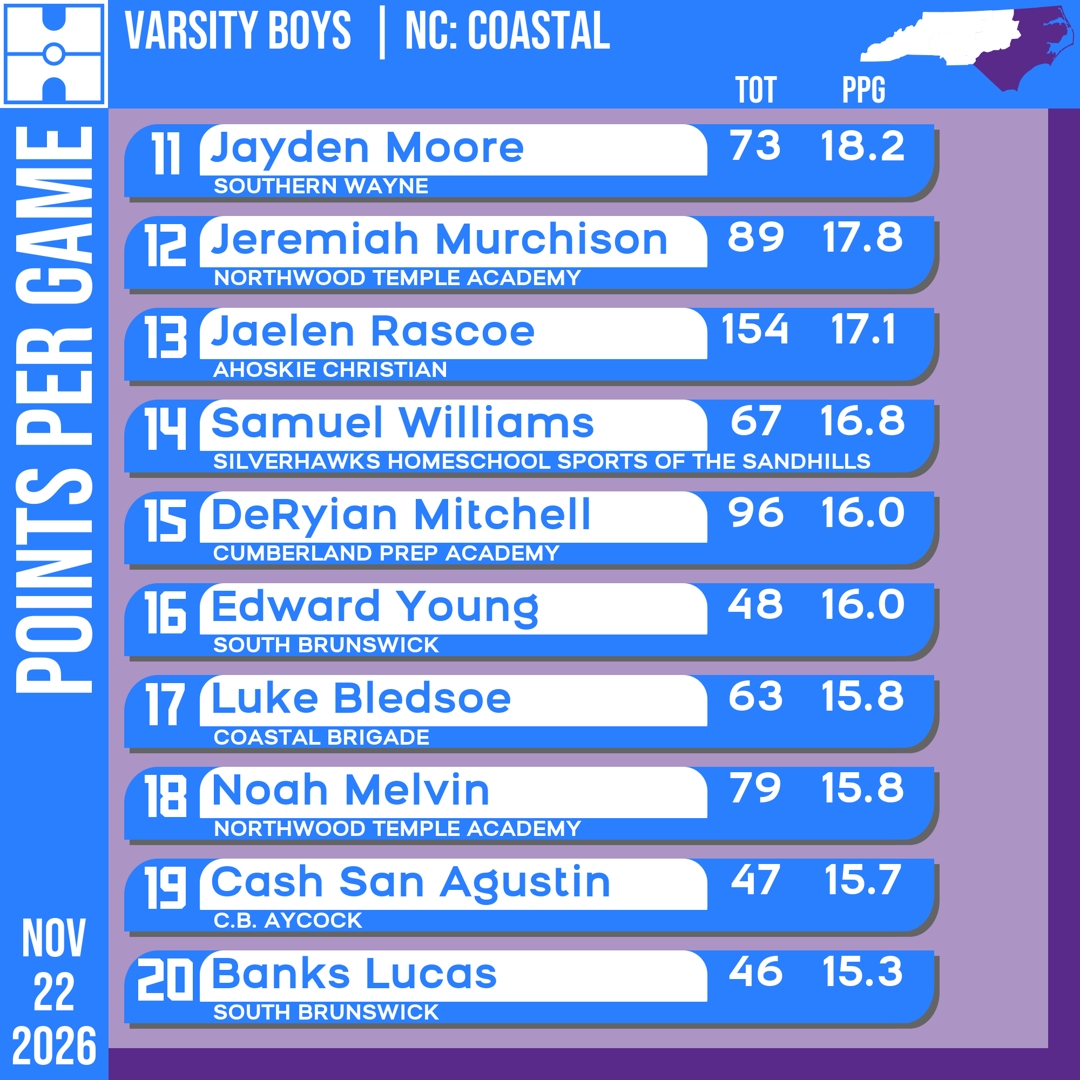 VARSITY BOYS | NC: COASTAL
TOT PPG
POINTS PER GAME
11 Jayden Moore 73 18.2
SOUTHERN WAYNE
12 Jeremiah Murchison 89 17.8
NORTHWOOD TEMPLE ACADEMY
13 Jaelen Rascoe 154 17.1
AHOSKIE CHRISTIAN
14 Samuel Williams 67 16.8
SILVERHAWKS HOMESCHOOL SPORTS OF THE SANDHILLS
15 DeRyian Mitchell 96 16.0
CUMBERLAND PREP ACADEMY
16 Edward Young 48 16.0
SOUTH BRUNSWICK
17 Luke Bledsoe 63 15.8
COASTAL BRIGADE
18 Noah Melvin 79 15.8
NORTHWOOD TEMPLE ACADEMY
19 Cash San Agustin 47 15.7
C.B. AYCOCK
20 Banks Lucas 46 15.3
SOUTH BRUNSWICK
NOV
22
2026